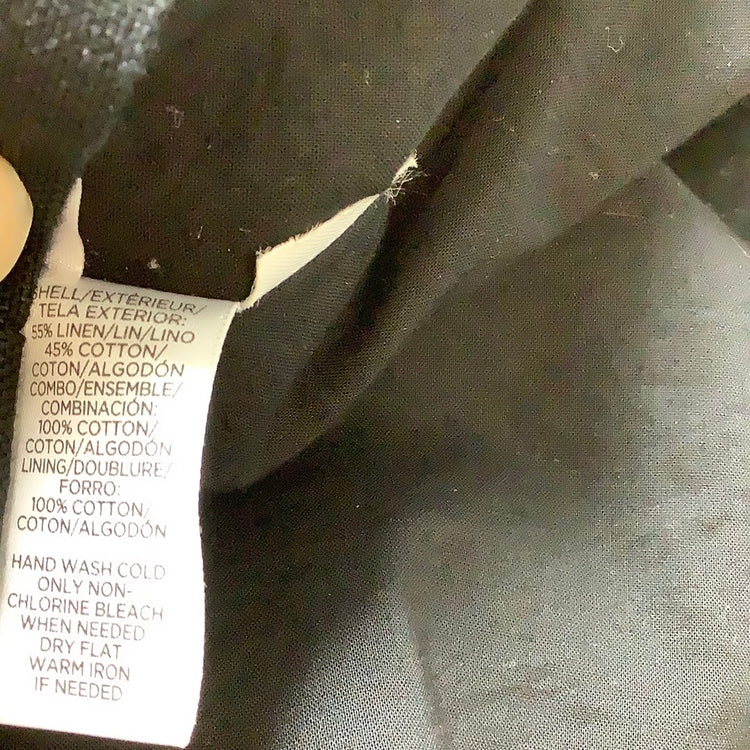 SHELL/EXTÉRIEUR/
TELA EXTERIOR:
55% LINEN/LIN/LINO
45% COTTON/
COTON/ALGODÓN
COMBO/ENSEMBLE/
COMBINACIÓN:
100% COTTON/
COTON/ALGODÓN
LINING/DOUBLURE/
FORRO:
100% COTTON/
COTON/ALGODÓN
HAND WASH COLD
ONLY NON-
CHLORINE BLEACH
WHEN NEEDED
DRY FLAT
WARM IRON
IF NEEDED